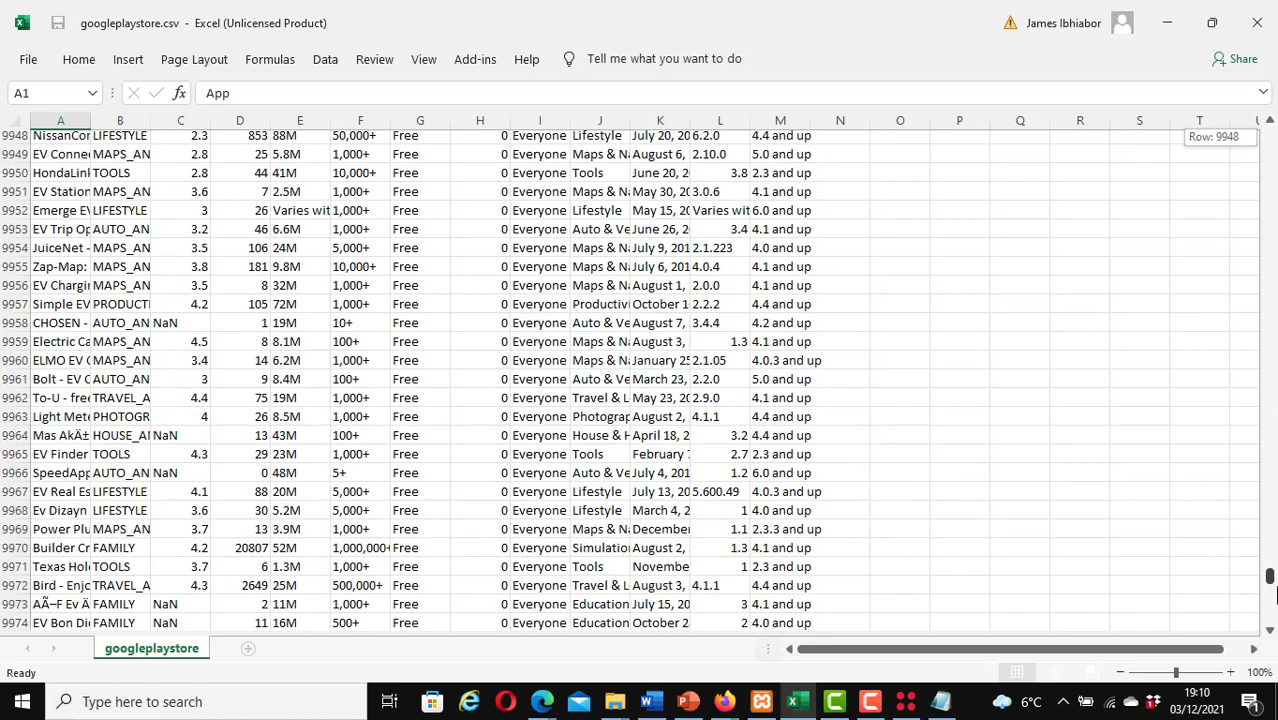 googleplaystore.csv - Excel (Unlicensed Product) James Ibhiabor
File Home Insert Page Layout Formulas Data Review View Add-ins Help Tell me what you want to do Share
A1 fx App
A B C D E F G H I J K L M N O P Q R S T U
9948 NissanCor LIFESTYLE 2.3 853 88M 50,000+ Free 0 Everyone Lifestyle July 20, 20 6.2.0 4.4 and up Row: 9948
9949 EV Conne MAPS_AN 2.8 25 5.8M 1,000+ Free 0 Everyone Maps & Na August 6, 2.10.0 5.0 and up
9950 HondaLink TOOLS 2.8 44 41M 10,000+ Free 0 Everyone Tools June 20, 20 3.8 2.3 and up
9951 EV Station MAPS_AN 3.6 7 2.5M 1,000+ Free 0 Everyone Maps & Na May 30, 20 3.0.6 4.1 and up
9952 Emerge EV LIFESTYLE 3 26 Varies wit 1,000+ Free 0 Everyone Lifestyle May 15, 20 Varies wit 6.0 and up
9953 EV Trip Op AUTO_AN 3.2 46 6.6M 1,000+ Free 0 Everyone Auto & Ve June 26, 20 3.4 4.1 and up
9954 JuiceNet - MAPS_AN 3.5 106 24M 5,000+ Free 0 Everyone Maps & Na July 9, 201 2.1.223 4.0 and up
9955 Zap-Map: MAPS_AN 3.8 181 9.8M 10,000+ Free 0 Everyone Maps & Na July 6, 201 4.0.4 4.1 and up
9956 EV Chargin MAPS_AN 3.5 8 32M 1,000+ Free 0 Everyone Maps & Na August 1, 2.0.0 4.1 and up
9957 Simple EV PRODUCTI 4.2 105 72M 1,000+ Free 0 Everyone Productivi October 1 2.2.2 4.4 and up
9958 CHOSEN - AUTO_AN NaN 1 19M 10+ Free 0 Everyone Auto & Ve August 7, 3.4.4 4.2 and up
9959 Electric Ca MAPS_AN 4.5 8 8.1M 100+ Free 0 Everyone Maps & Na August 3, 1.3 4.1 and up
9960 ELMO EV C MAPS_AN 3.4 14 6.2M 1,000+ Free 0 Everyone Maps & Na January 25 2.1.05 4.0.3 and up
9961 Bolt - EV C AUTO_AN 3 9 8.4M 100+ Free 0 Everyone Auto & Ve March 23, 2.2.0 5.0 and up
9962 To-U - free TRAVEL_A 4.4 75 19M 1,000+ Free 0 Everyone Travel & L May 23, 20 2.9.0 4.1 and up
9963 Light Mete PHOTOGR 4 26 8.5M 1,000+ Free 0 Everyone Photograp August 2, 4.1.1 4.4 and up
9964 Mas AkÄ± HOUSE_AN NaN 13 43M 100+ Free 0 Everyone House & H April 18, 2 3.2 4.4 and up
9965 EV Finder TOOLS 4.3 29 23M 1,000+ Free 0 Everyone Tools February 2.7 2.3 and up
9966 SpeedApp AUTO_AN NaN 0 48M 5+ Free 0 Everyone Auto & Ve July 4, 201 1.2 6.0 and up
9967 EV Real Es LIFESTYLE 4.1 88 20M 5,000+ Free 0 Everyone Lifestyle July 13, 20 5.600.49 4.0.3 and up
9968 Ev Dizayn LIFESTYLE 3.6 30 5.2M 5,000+ Free 0 Everyone Lifestyle March 4, 2 1 4.0 and up
9969 Power Plu MAPS_AN 3.7 13 3.9M 1,000+ Free 0 Everyone Maps & Na December 1.1 2.3.3 and up
9970 Builder Cr FAMILY 4.2 20807 52M 1,000,000+ Free 0 Everyone Simulation August 2, 1.3 4.1 and up
9971 Texas Hol TOOLS 3.7 6 1.3M 1,000+ Free 0 Everyone Tools November 1 2.3 and up
9972 Bird - Enjo TRAVEL_A 4.3 2649 25M 500,000+ Free 0 Everyone Travel & L August 3, 4.1.1 4.4 and up
9973 AÃ–F Ev Ä FAMILY NaN 2 11M 1,000+ Free 0 Everyone Education July 15, 20 3 4.1 and up
9974 EV Bon Di FAMILY NaN 11 16M 500+ Free 0 Everyone Education October 2 2 4.0 and up
googleplaystore
Ready 100%
Type here to search 6°C 19:10
03/12/2021